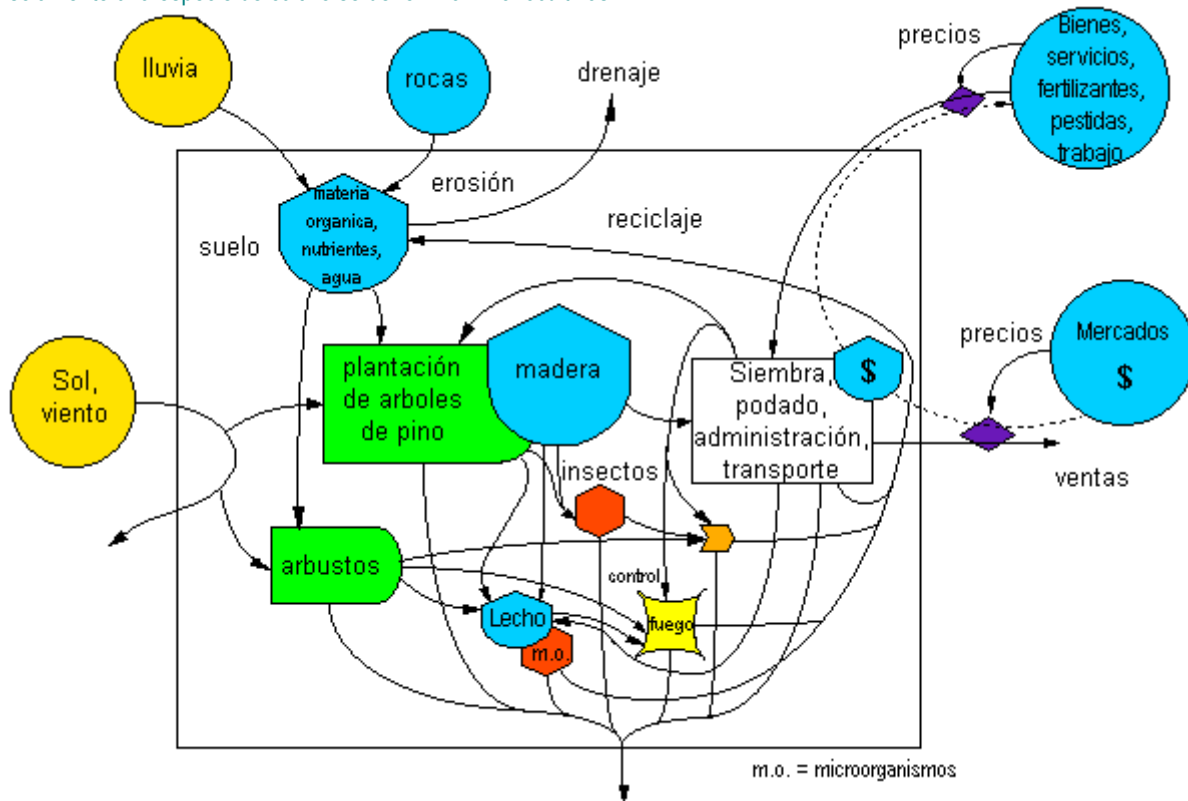 lluvia
rocas
drenaje
precios
Bienes,
servicios,
fertilizantes,
pestidas,
trabajo
erosión
materia
organica,
nutrientes,
agua
suelo
reciclaje
Sol,
viento
plantación
de arboles
de pino
madera
Siembra,
podado,
administración,
transporte
$
precios
Mercados
$
ventas
insectos
arbustos
control
Lecho
fuego
m.o.
m.o. = microorganismos